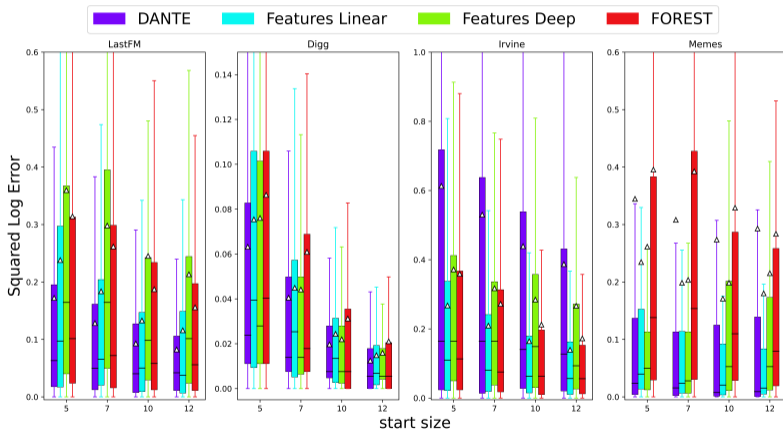 DANTE Features Linear Features Deep FOREST
LastFM Digg Irvine Memes
Squared Log Error
0.6 0.5 0.4 0.3 0.2 0.1 0.0
0.14 0.12 0.10 0.08 0.06 0.04 0.02 0.00
1.0 0.8 0.6 0.4 0.2 0.0
0.6 0.5 0.4 0.3 0.2 0.1 0.0
5 7 10 12 5 7 10 12 5 7 10 12 5 7 10 12
start size